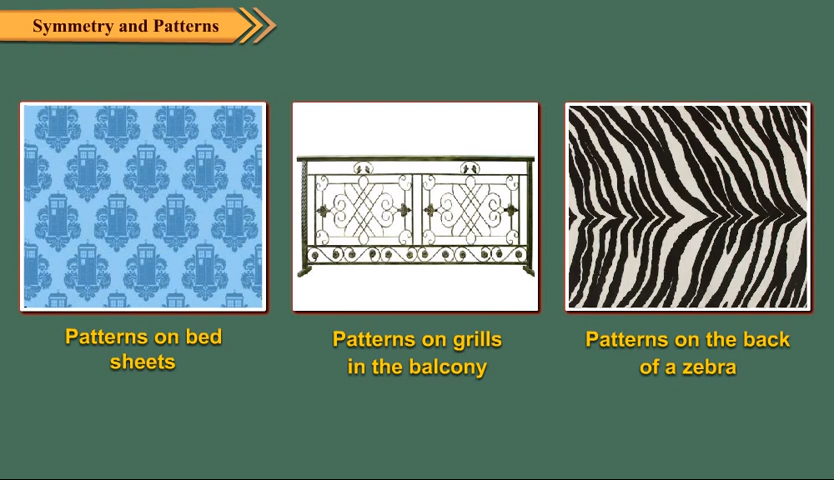 Symmetry and Patterns
Patterns on bed
sheets
Patterns on grills
in the balcony
Patterns on the back
of a zebra